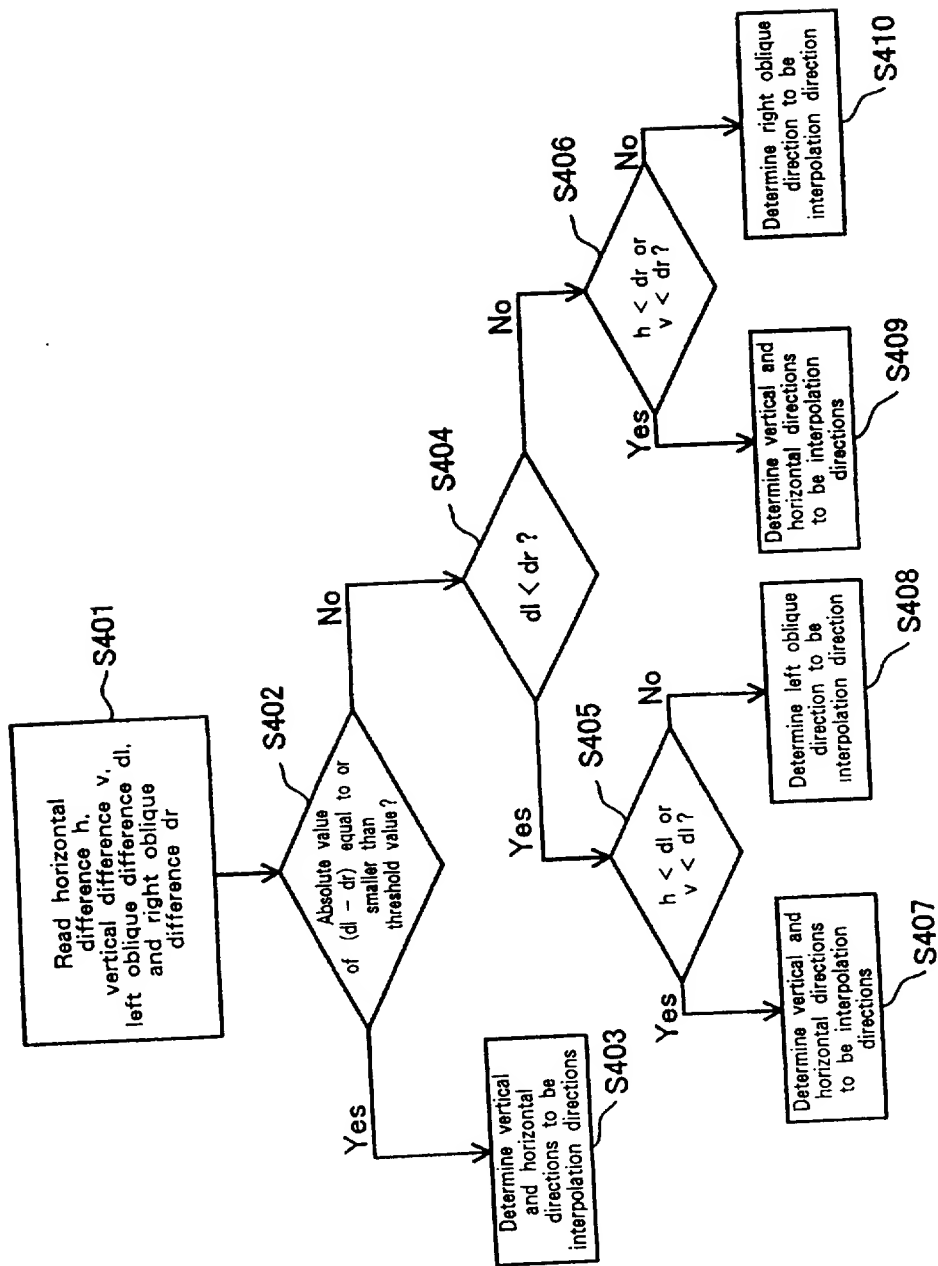 S401
Read horizontal
difference h,
vertical difference v,
left oblique difference dl,
and right oblique
difference dr
S402
Absolute value
of (dl - dr) equal to or
smaller than
threshold value?
Yes
No
Determine vertical
and horizontal
directions to be
interpolation directions
S403
S404
dl < dr ?
Yes
No
S405
h < dl or
v < dl ?
Yes
No
S406
h < dr or
v < dr ?
Yes
No
Determine vertical and
horizontal directions
to be interpolation
directions
S407
Determine left oblique
direction to be
interpolation direction
S408
Determine vertical and
horizontal directions
to be interpolation
directions
S409
Determine right oblique
direction to be
interpolation direction
S410